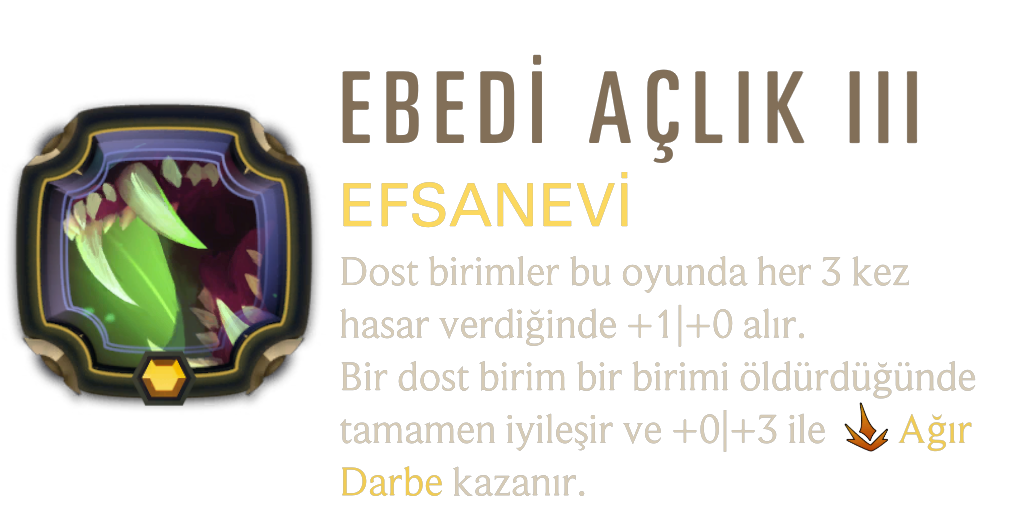 EBEDİ AÇLIK III
EFSANEVİ
Dost birimler bu oyunda her 3 kez
hasar verdiğinde +1|+0 alır.
Bir dost birim bir birimi öldürdüğünde
tamamen iyileşir ve +0|+3 ile Ağır
Darbe kazanır.